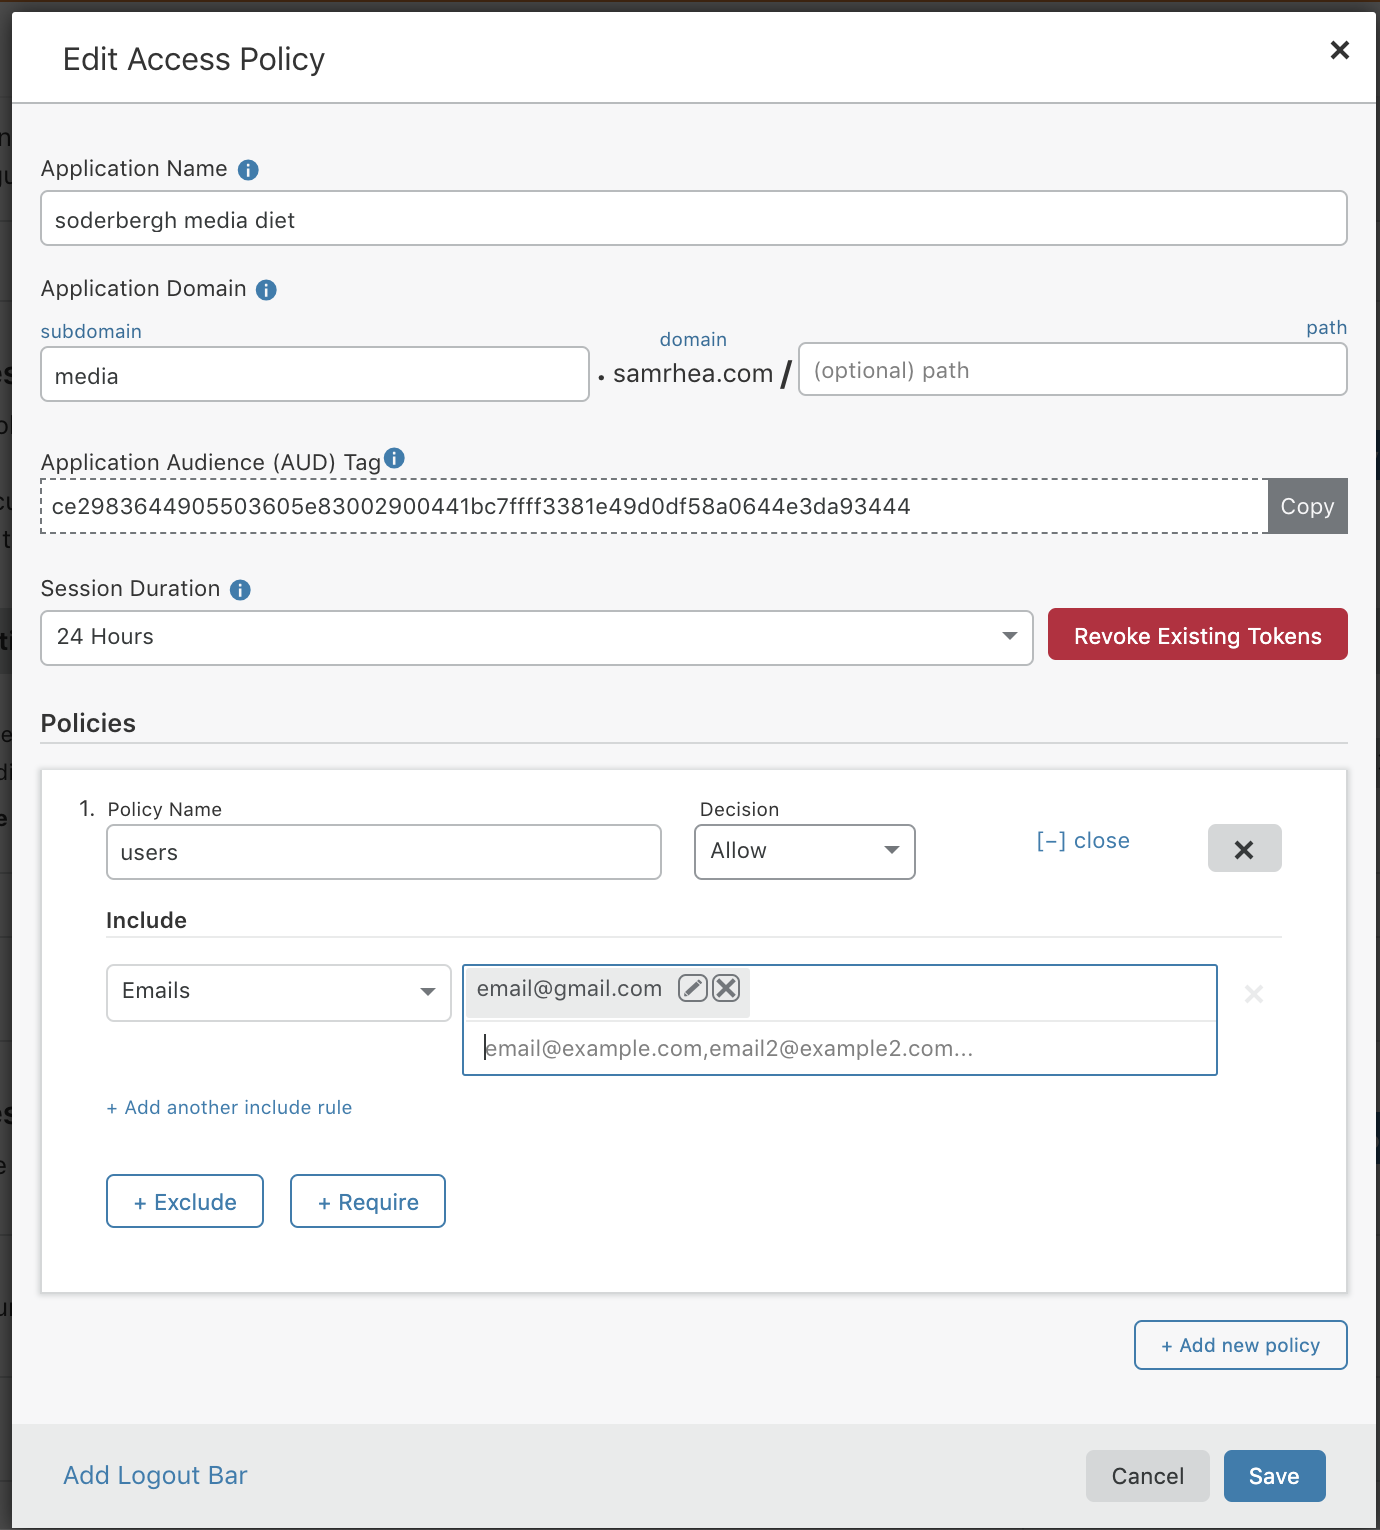 Edit Access Policy
Application Name
soderbergh media diet
Application Domain
subdomain
domain
path
media
. samrhea.com /
(optional) path
Application Audience (AUD) Tag
ce2983644905503605e83002900441bc7ffff3381e49d0df58a0644e3da93444
Copy
Session Duration
24 Hours
Revoke Existing Tokens
Policies
1.
Policy Name
Decision
users
Allow
[–] close
Include
Emails
email@gmail.com
email@example.com,email2@example2.com...
+ Add another include rule
+ Exclude
+ Require
+ Add new policy
Add Logout Bar
Cancel
Save